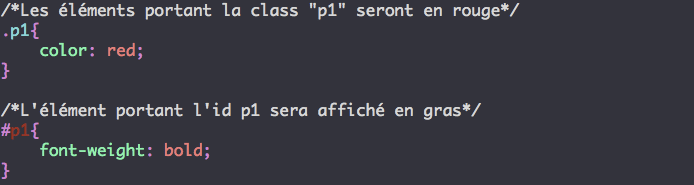 /*Les éléments portant la class "p1" seront en rouge*/
.p1{
    color: red;
}

/*L'élément portant l'id p1 sera affiché en gras*/
#p1{
    font-weight: bold;
}